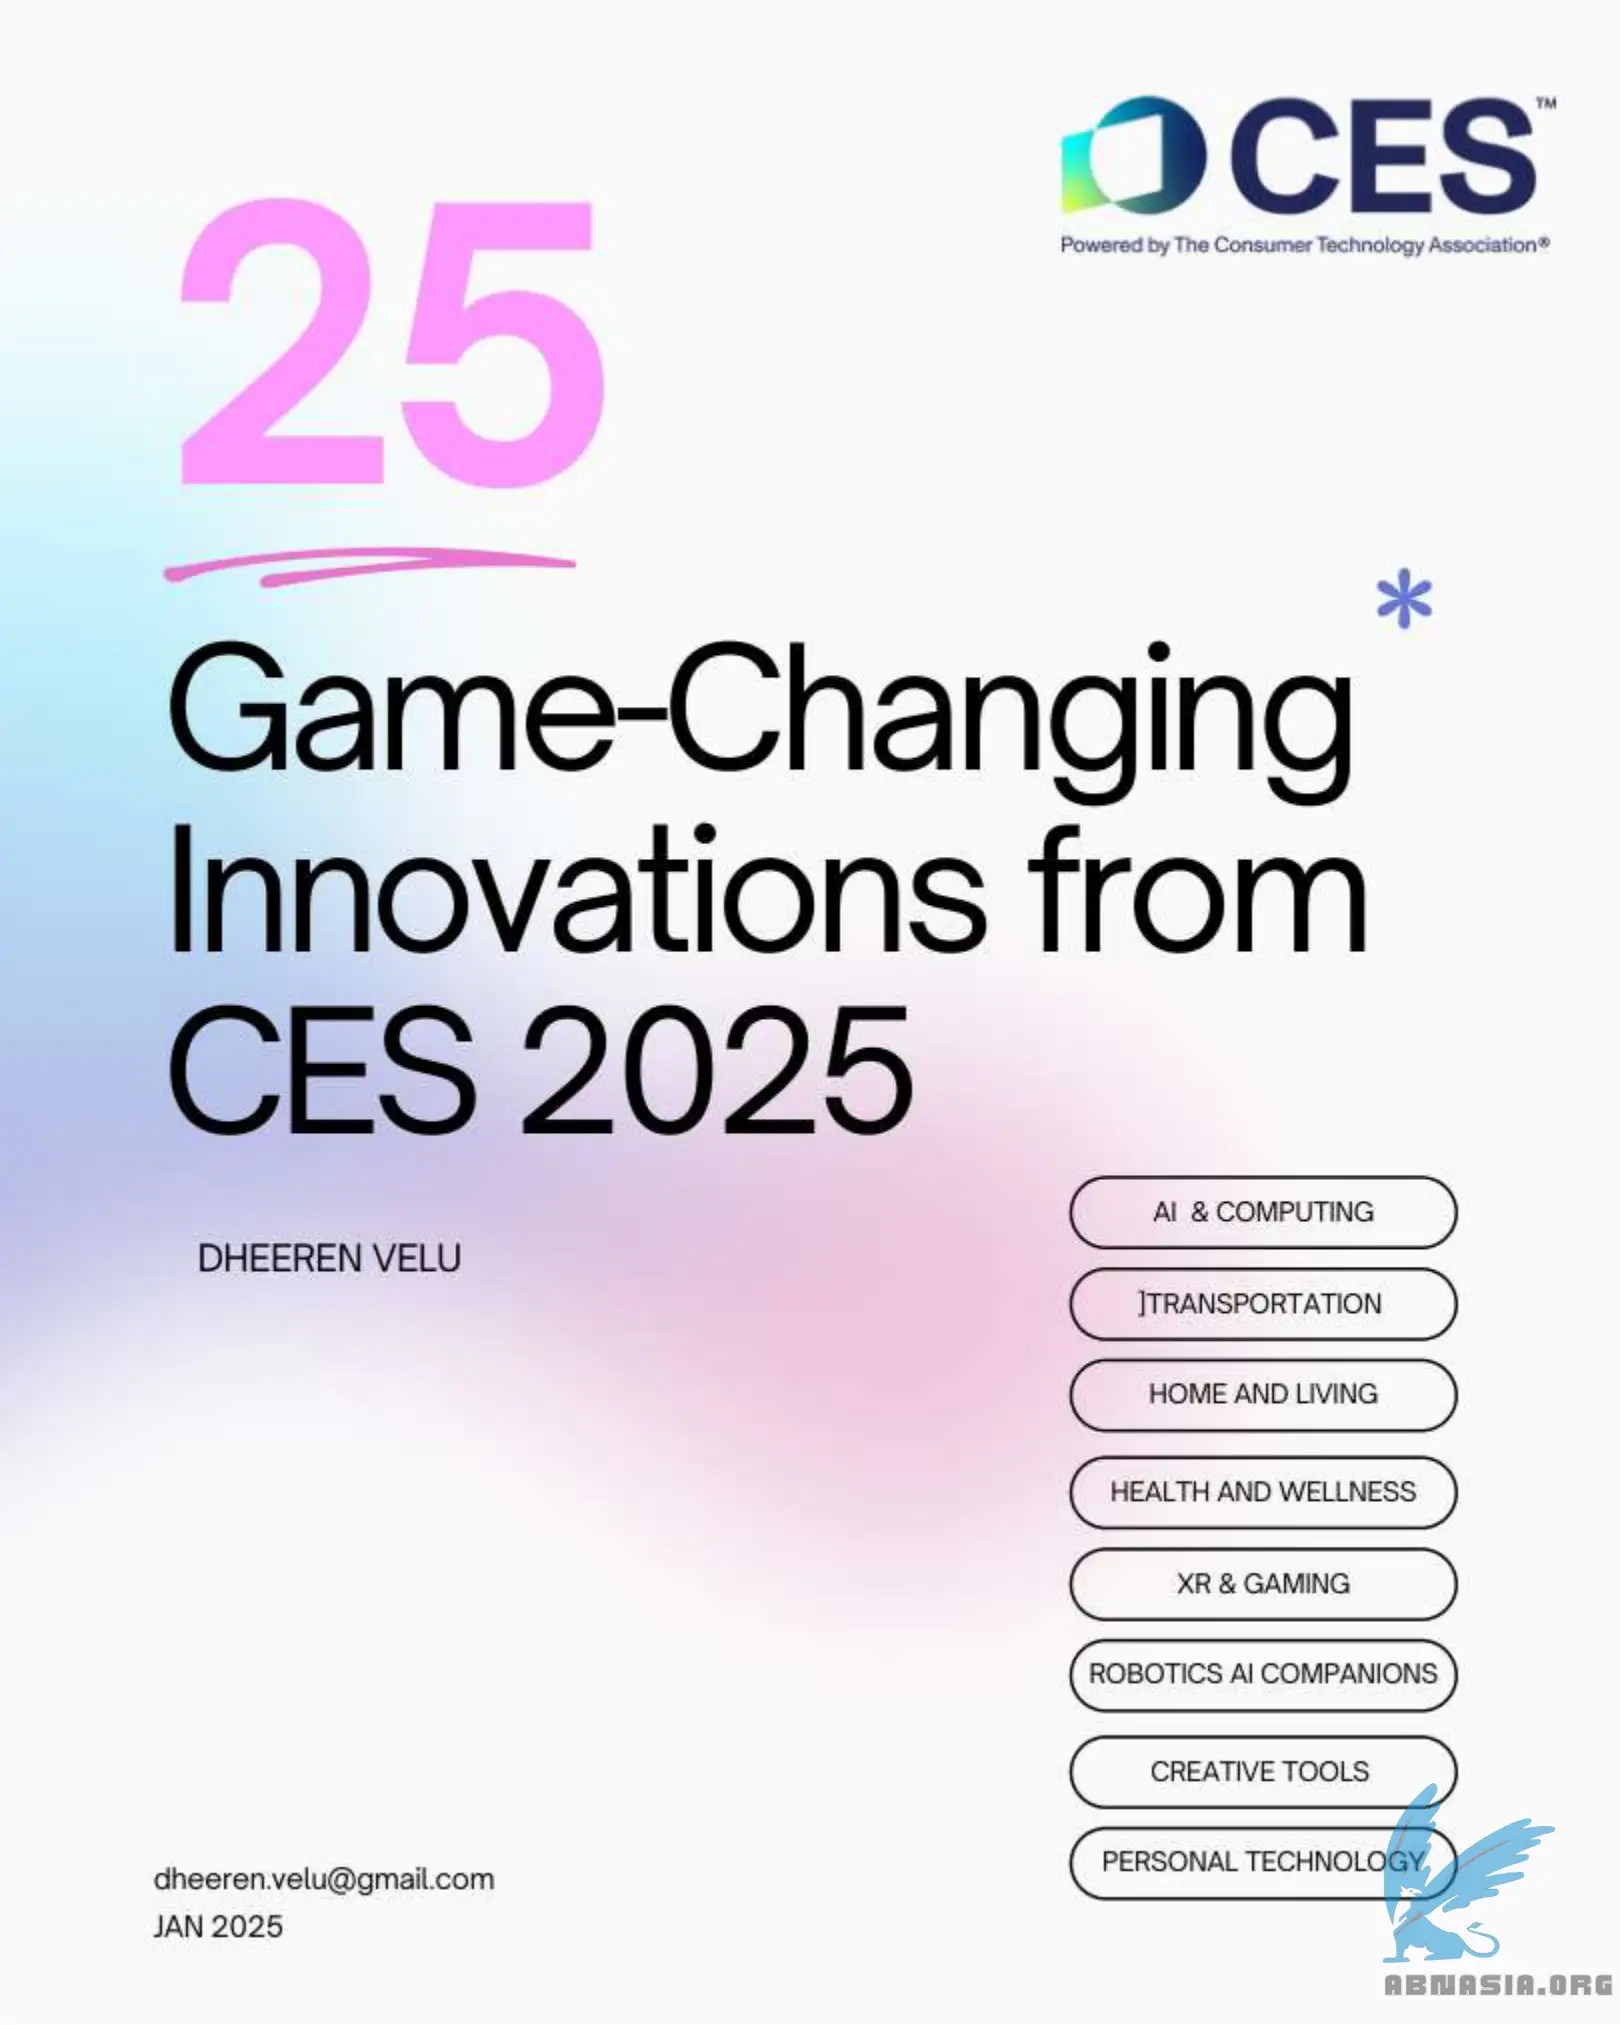 CES™
Powered by The Consumer Technology Association®
25
Game-Changing
Innovations from
CES 2025
DHEEREN VELU
AI & COMPUTING
]TRANSPORTATION
HOME AND LIVING
HEALTH AND WELLNESS
XR & GAMING
ROBOTICS AI COMPANIONS
CREATIVE TOOLS
PERSONAL TECHNOLOGY
dheeren.velu@gmail.com
JAN 2025
ABNASIA.ORG